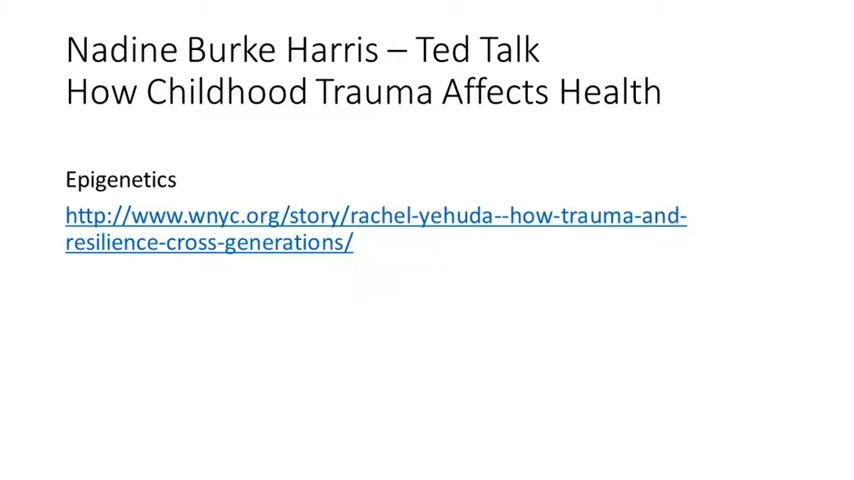 Nadine Burke Harris – Ted Talk
How Childhood Trauma Affects Health
Epigenetics
http://www.wnyc.org/story/rachel-yehuda--how-trauma-and-
resilience-cross-generations/